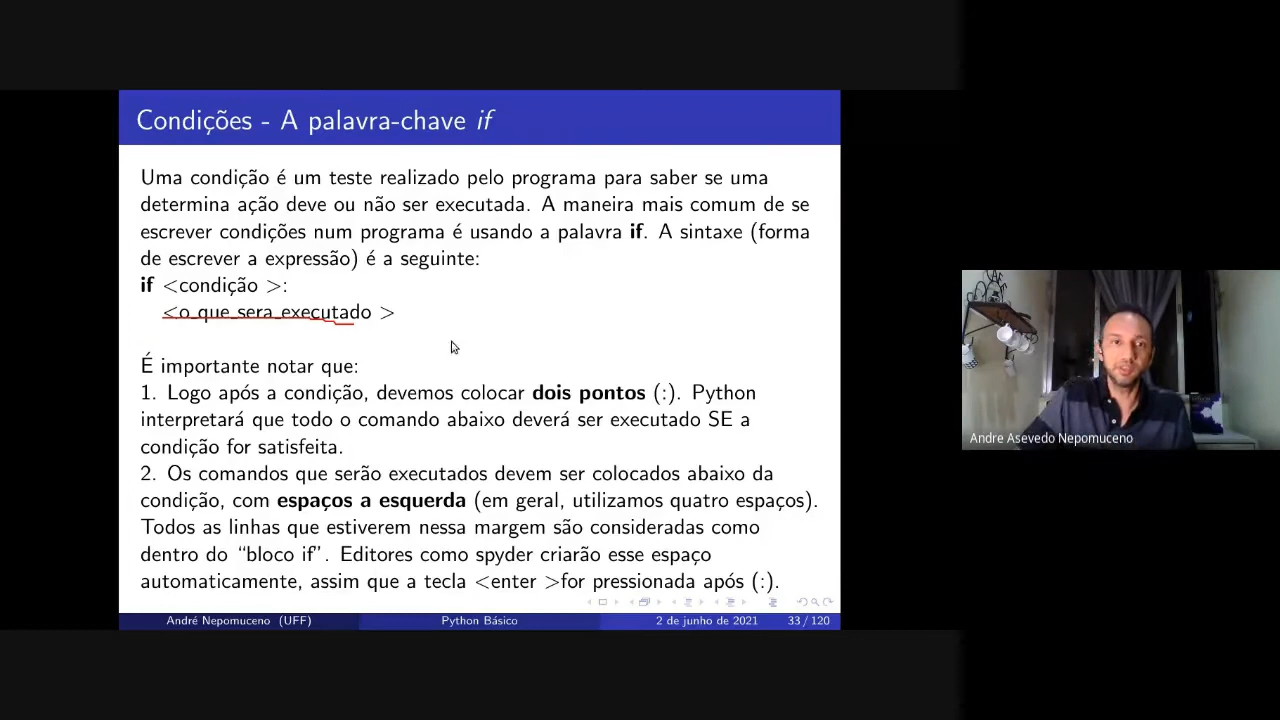 Condições - A palavra-chave if
Uma condição é um teste realizado pelo programa para saber se uma
determina ação deve ou não ser executada. A maneira mais comum de se
escrever condições num programa é usando a palavra if. A sintaxe (forma
de escrever a expressão) é a seguinte:
if <condição >:
<o_que_sera_executado >
É importante notar que:
1. Logo após a condição, devemos colocar dois pontos (:). Python
interpretará que todo o comando abaixo deverá ser executado SE a
condição for satisfeita.
2. Os comandos que serão executados devem ser colocados abaixo da
condição, com espaços a esquerda (em geral, utilizamos quatro espaços).
Todos as linhas que estiverem nessa margem são consideradas como
dentro do “bloco if”. Editores como spyder criarão esse espaço
automaticamente, assim que a tecla <enter >for pressionada após (:).
André Nepomuceno (UFF) Python Básico 2 de junho de 2021 33 / 120
Andre Asevedo Nepomuceno